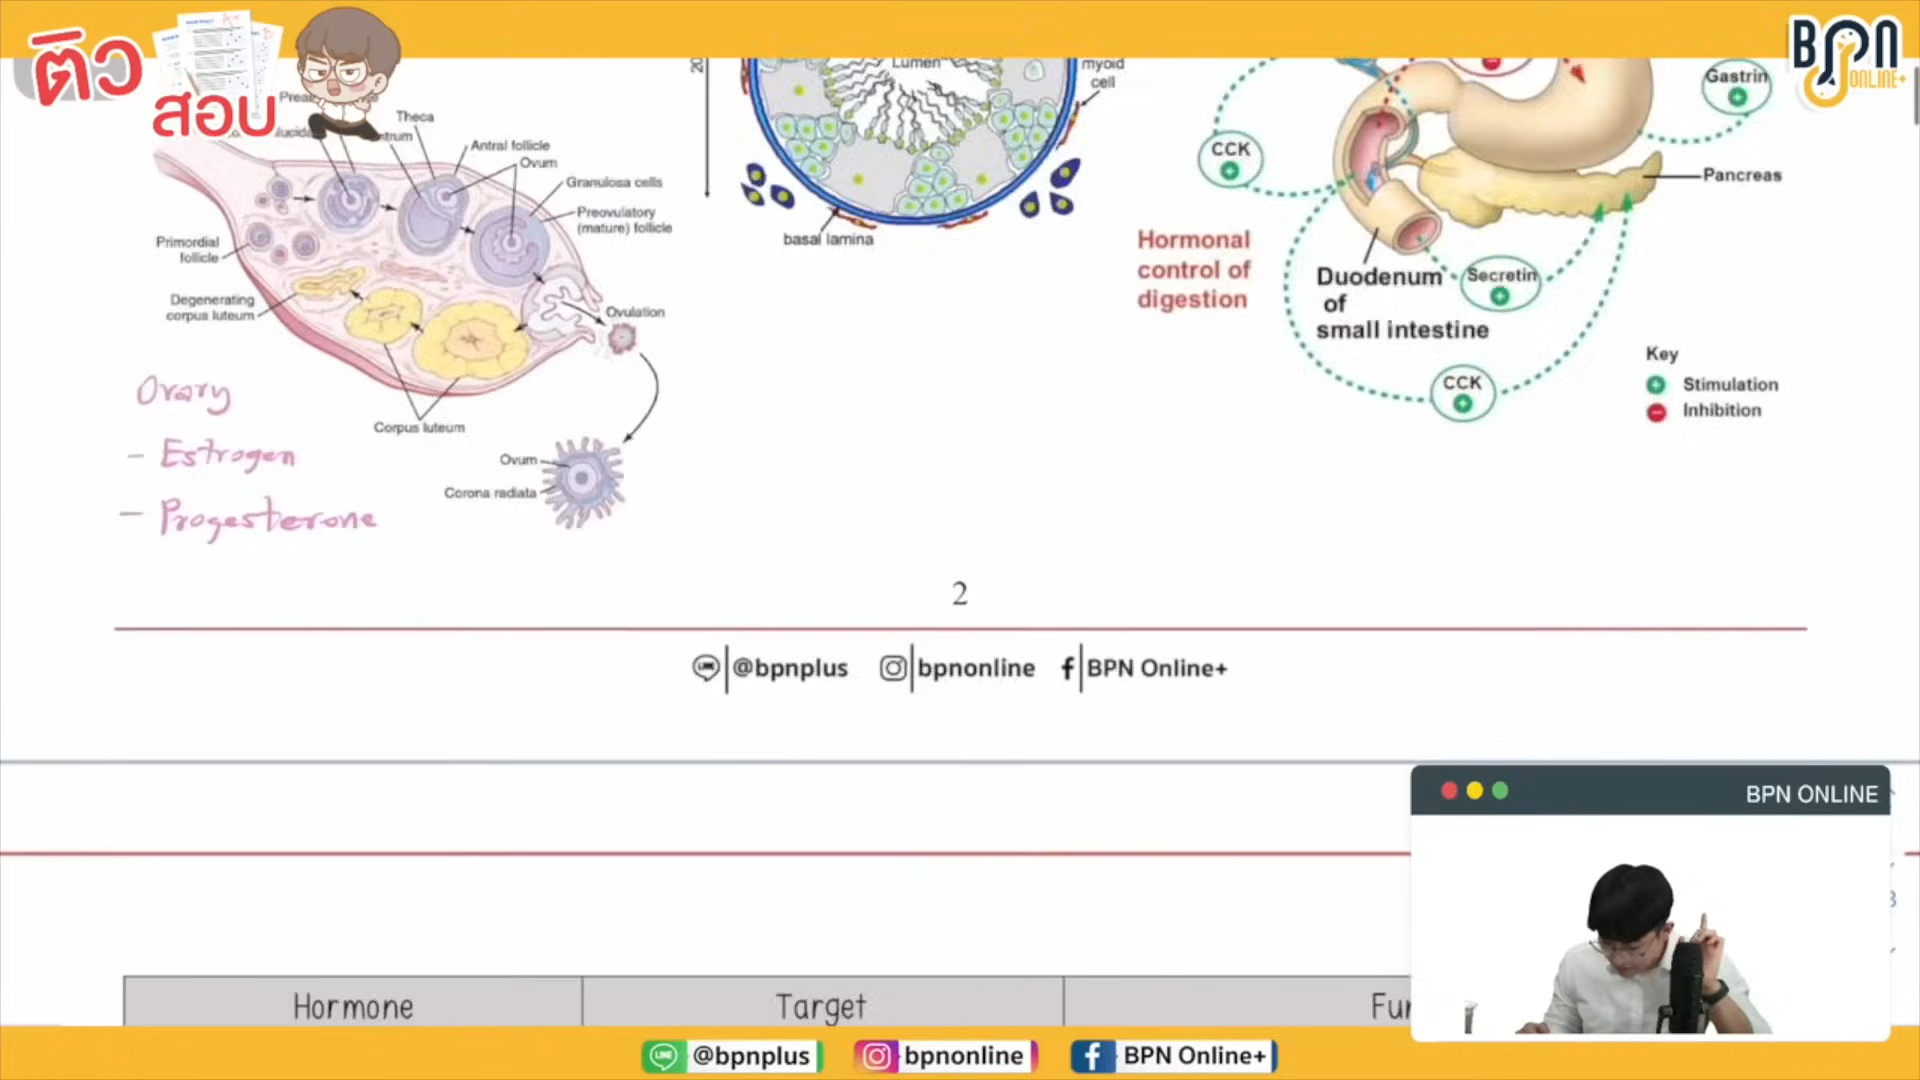 ติว
สอบ
BPN
ONLINE+
Theca
Antral follicle
Ovum
Granulosa cells
Preovulatory
(mature) follicle
Primordial
follicle
Degenerating
corpus luteum
Ovulation
Corpus luteum
Ovum
Corona radiata
Ovary
- Estrogen
- Progesterone
20
Lumen
myoid
cell
basal lamina
Gastrin
CCK
Pancreas
Hormonal
control of
digestion
Duodenum
of
small intestine
Secretin
CCK
Key
Stimulation
Inhibition
2
LINE @bpnplus bpnonline f BPN Online+
BPN ONLINE
Hormone Target
LINE @bpnplus bpnonline f BPN Online+